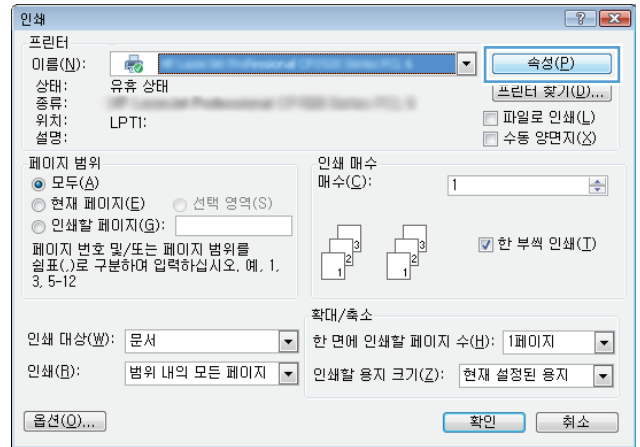 인쇄
프린터
이름(N):
속성(P)
상태: 유휴 상태
프린터 찾기(D)...
종류:
위치: LPT1:
파일로 인쇄(L)
설명:
수동 양면지(X)
페이지 범위
모두(A)
현재 페이지(E) 선택 영역(S)
인쇄할 페이지(G):
페이지 번호 및/또는 페이지 범위를
쉼표(,)로 구분하여 입력하십시오. 예, 1,
3, 5-12
인쇄 매수
매수(C): 1
3
2
1
3
2
1
한 부씩 인쇄(T)
인쇄 대상(W): 문서
인쇄(R): 범위 내의 모든 페이지
확대/축소
한 면에 인쇄할 페이지 수(H): 1페이지
인쇄할 용지 크기(Z): 현재 설정된 용지
옵션(O)...
확인 취소